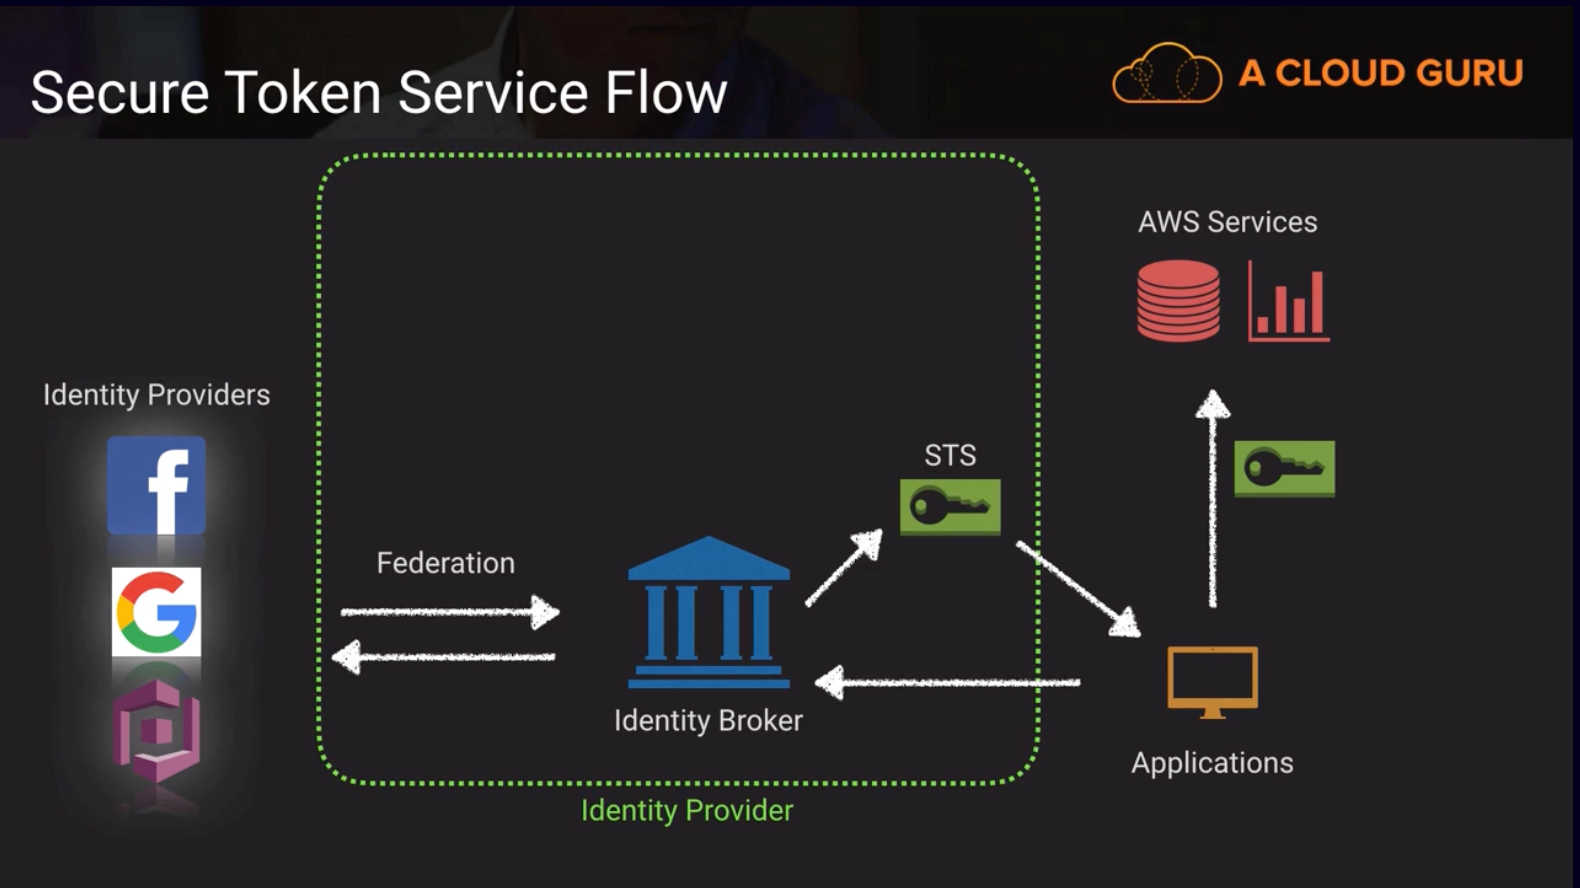 Secure Token Service Flow
A CLOUD GURU
AWS Services
Identity Providers
STS
Federation
Identity Broker
Applications
Identity Provider